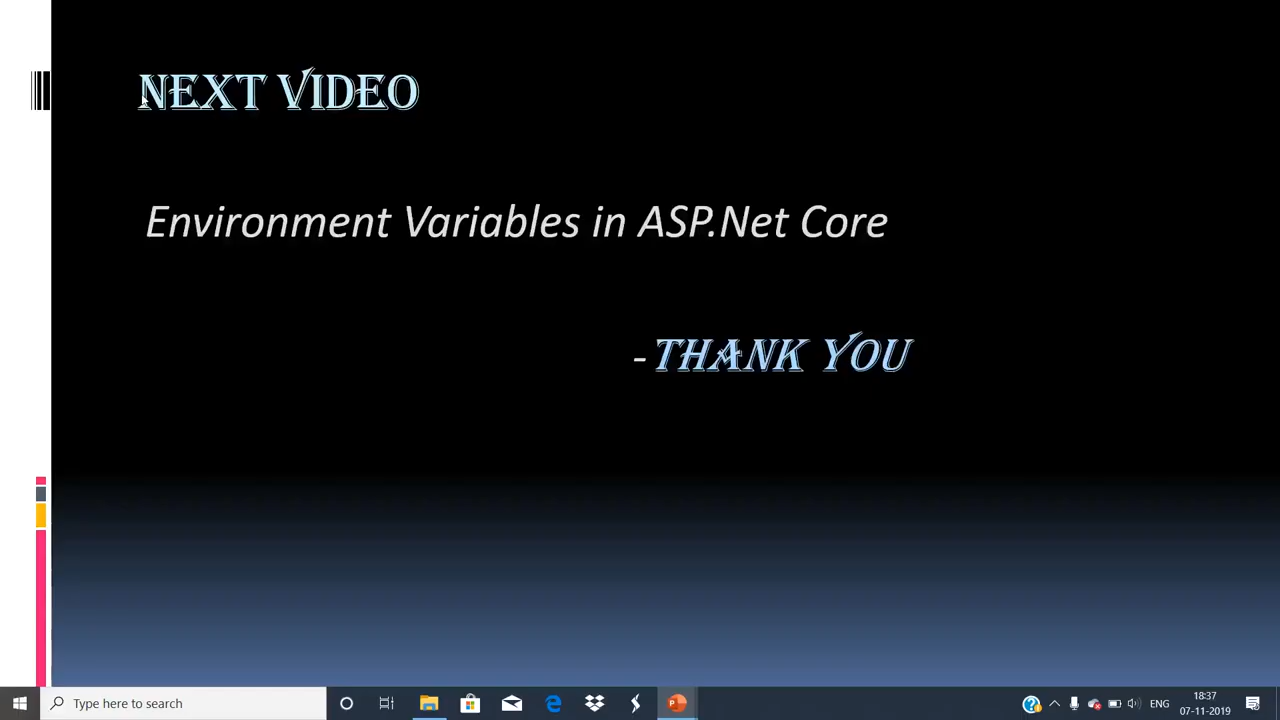 NEXT VIDEO
Environment Variables in ASP.Net Core
- THANK YOU
Type here to search
ENG
18:37
07-11-2019